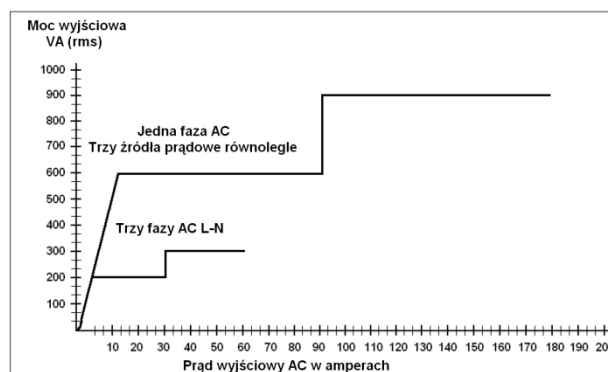 Moc wyjściowa
VA (rms)
1000
900
800
700
600
500
400
300
200
100
Jedna faza AC
Trzy źródła prądowe równolegle
Trzy fazy AC L-N
10 20 30 40 50 60 70 80 90 100 110 120 130 140 150 160 170 180 190 20
Prąd wyjściowy AC w amperach